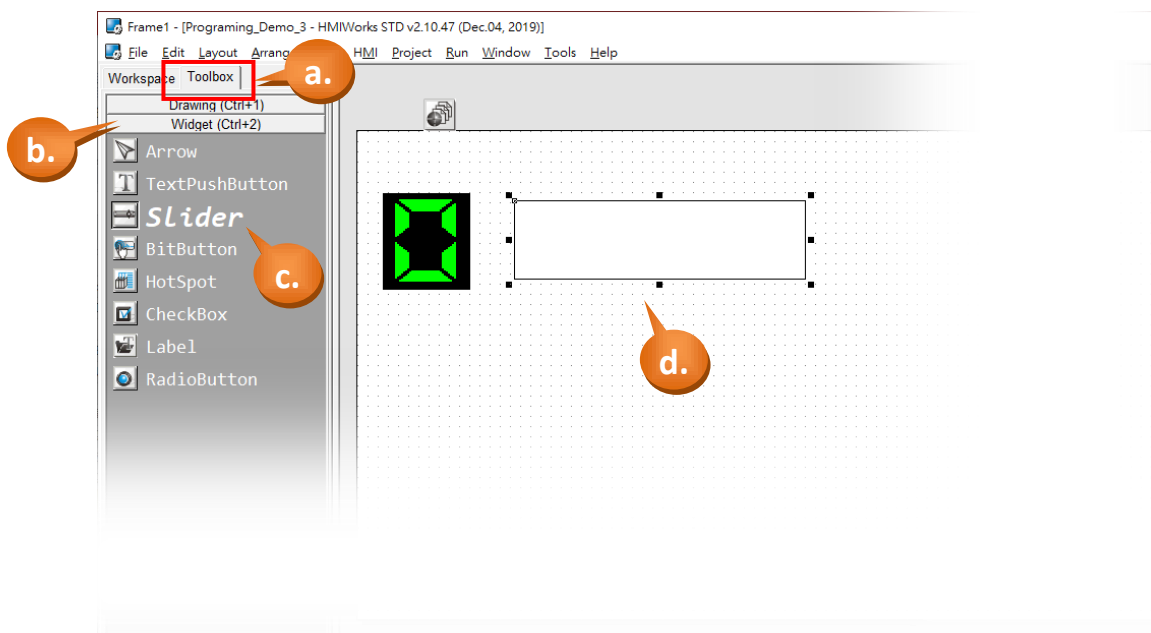 Frame1 - [Programing_Demo_3 - HMIWorks STD v2.10.47 (Dec.04, 2019)]
File Edit Layout Arrang HMI Project Run Window Tools Help
Workspace Toolbox
a.
Drawing (Ctrl+1)
Widget (Ctrl+2)
b.
Arrow
T TextPushButton
Slider
BitButton
HotSpot
c.
CheckBox
Label
d.
RadioButton
0